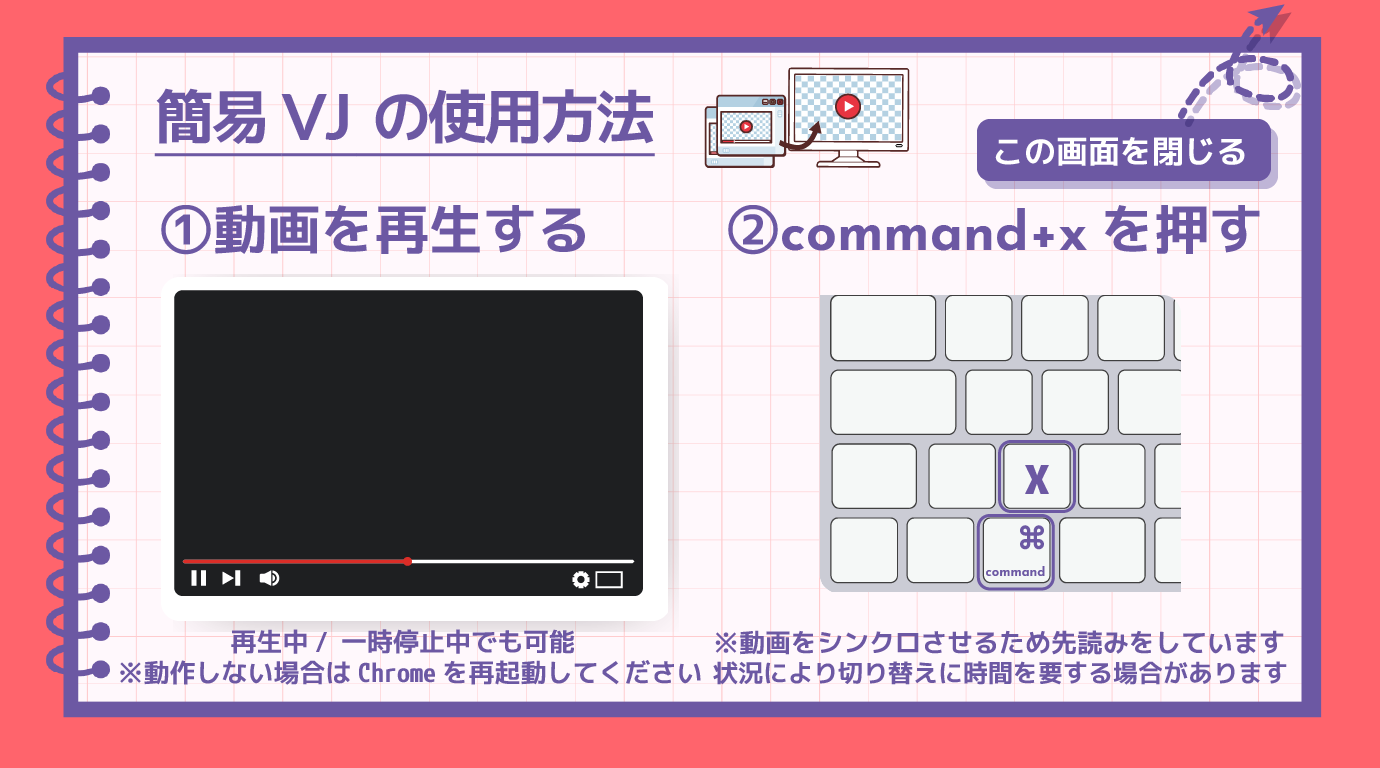 簡易 VJ の使用方法
この画面を閉じる
①動画を再生する
②command+x を押す
X
⌘
command
再生中 / 一時停止中でも可能
※動作しない場合は Chrome を再起動してください
※動画をシンクロさせるため先読みをしています
状況により切り替えに時間を要する場合があります